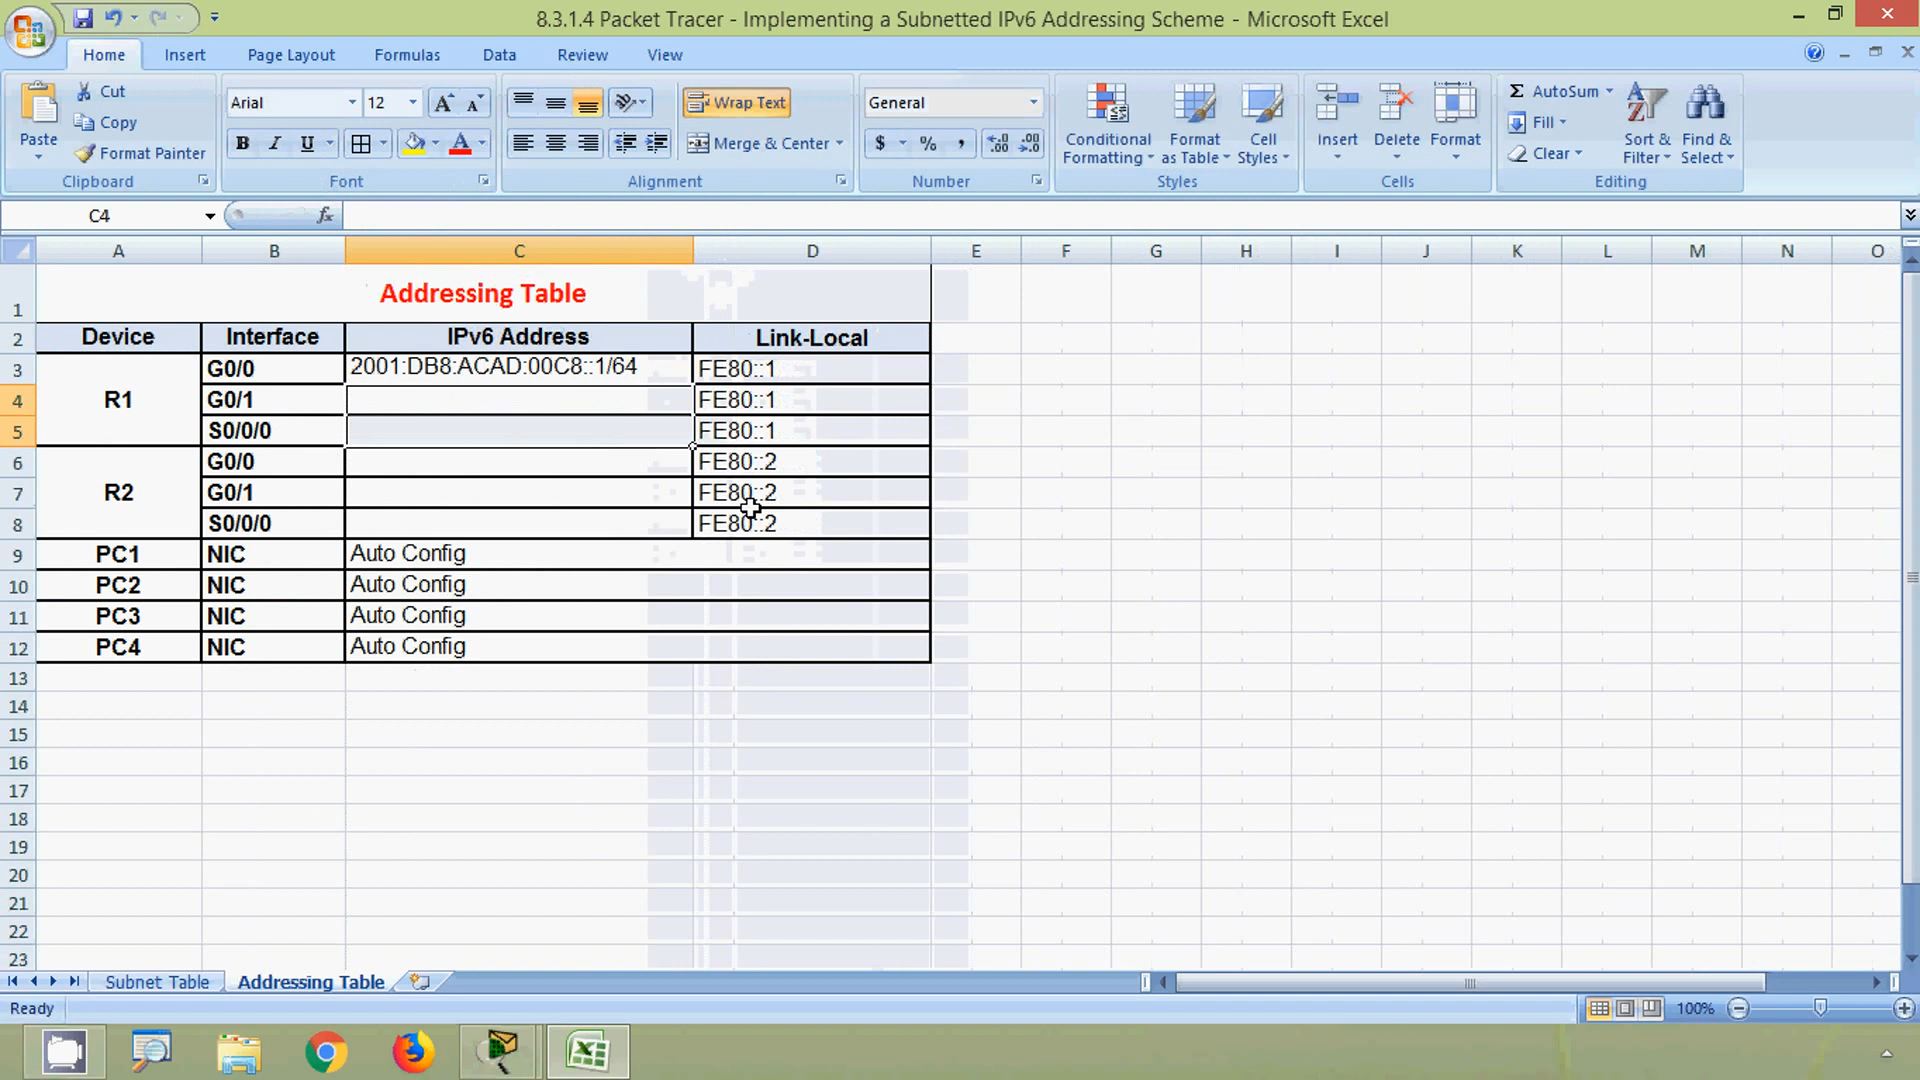 8.3.1.4 Packet Tracer - Implementing a Subnetted IPv6 Addressing Scheme - Microsoft Excel
Home Insert Page Layout Formulas Data Review View
Paste Cut Copy Format Painter Clipboard
Arial 12 B I U A Font
Wrap Text Merge & Center Alignment
General $ % , .0 .00 .00 .0 Number
Conditional Formatting Format as Table Cell Styles Styles
Insert Delete Format Cells
Σ AutoSum Fill Clear Sort & Filter Find & Select Editing
C4 fx
A B C D E F G H I J K L M N O
1 Addressing Table
2 Device Interface IPv6 Address Link-Local
3 G0/0 2001:DB8:ACAD:00C8::1/64 FE80::1
4 R1 G0/1 FE80::1
5 S0/0/0 FE80::1
6 G0/0 FE80::2
7 R2 G0/1 FE80::2
8 S0/0/0 FE80::2
9 PC1 NIC Auto Config
10 PC2 NIC Auto Config
11 PC3 NIC Auto Config
12 PC4 NIC Auto Config
13
14
15
16
17
18
19
20
21
22
23
Subnet Table Addressing Table
Ready 100%